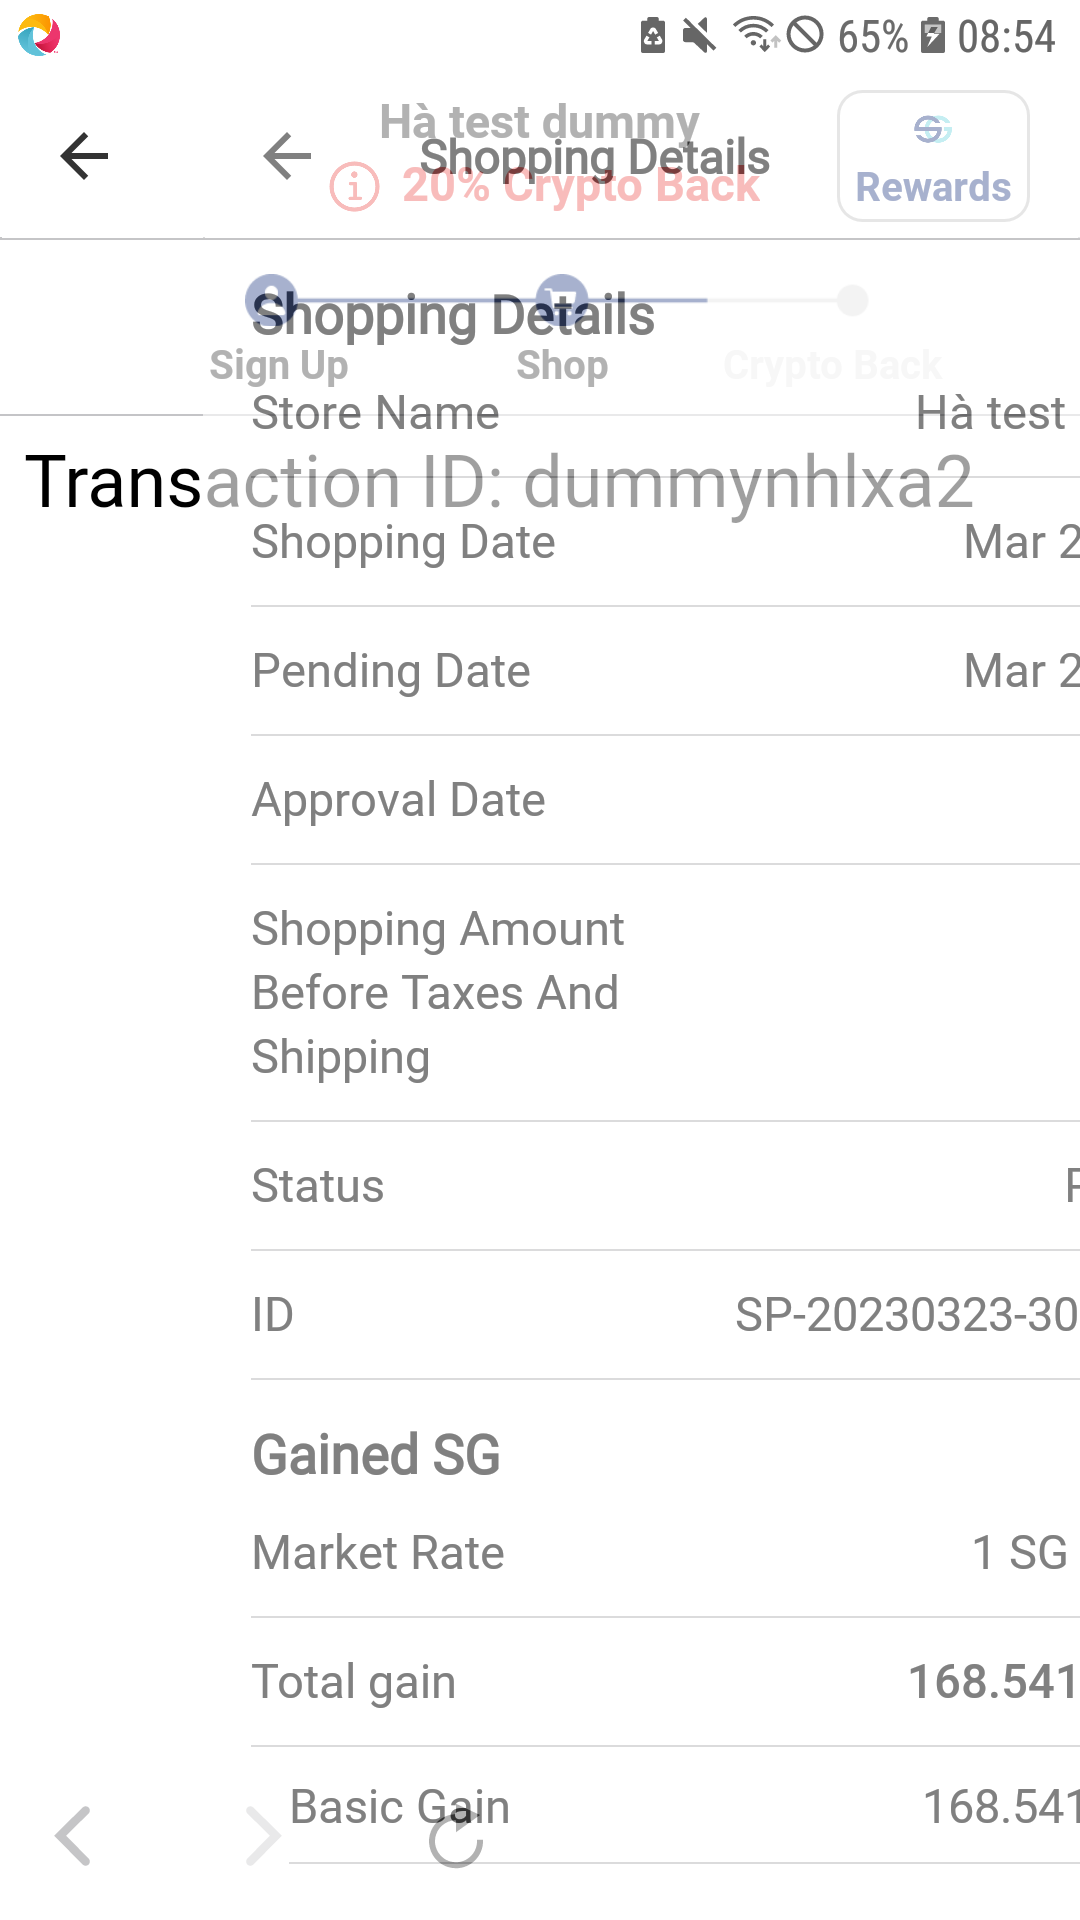 65% 08:54
Hà test dummy
Shopping Details
20% Crypto Back
Rewards
Shopping Details
Sign Up Shop Crypto Back
Store Name Hà test
Transaction ID: dummynhlxa2
Shopping Date Mar 2
Pending Date Mar 2
Approval Date
Shopping Amount
Before Taxes And
Shipping
Status
ID SP-20230323-30
Gained SG
Market Rate 1 SG
Total gain 168.541
Basic Gain 168.541